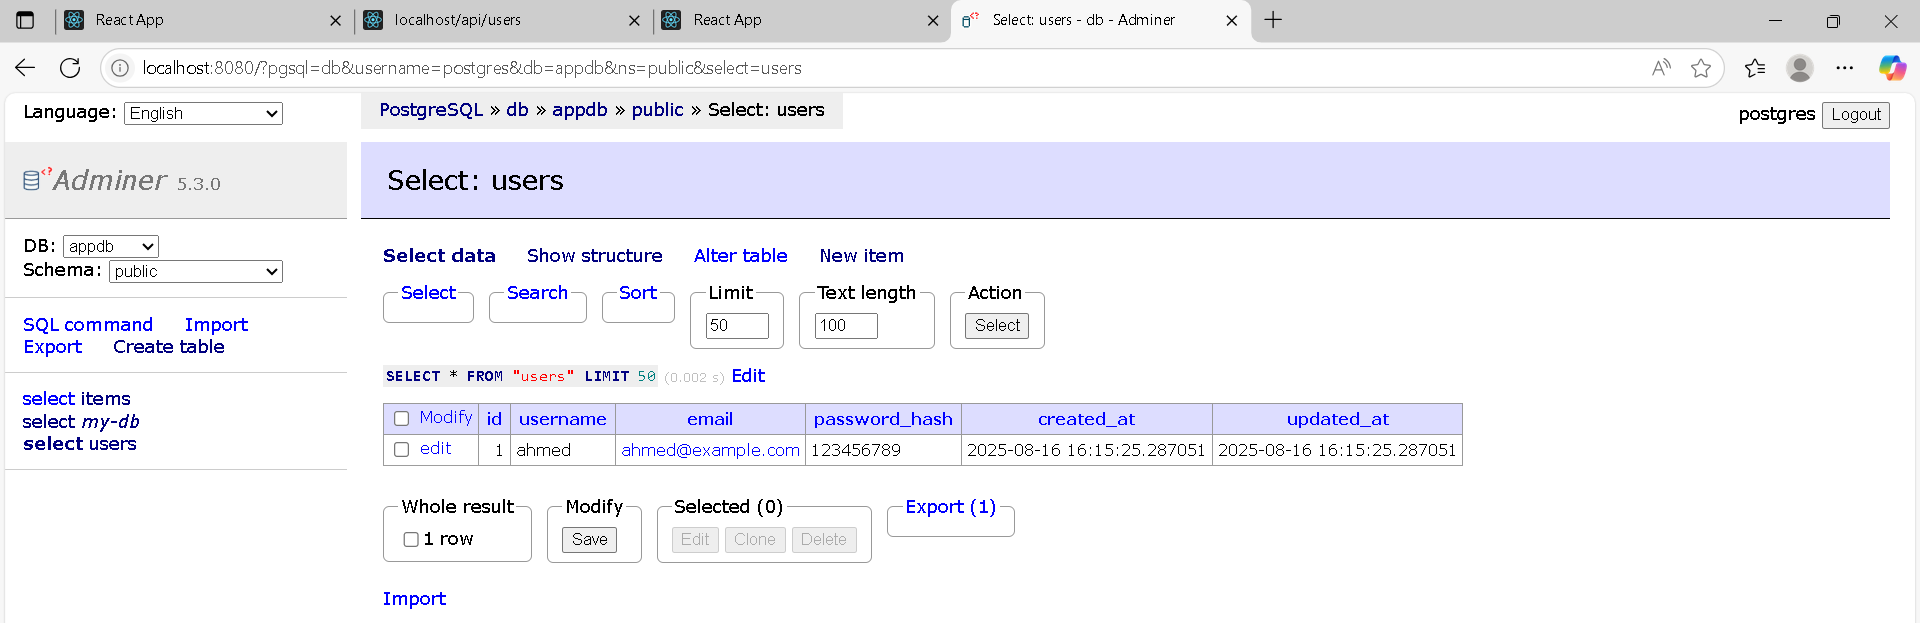 React App
localhost/api/users
React App
Select: users - db - Adminer
localhost:8080/?pgsql=db&username=postgres&db=appdb&ns=public&select=users
Language: English
PostgreSQL » db » appdb » public » Select: users
postgres Logout
Adminer 5.3.0
Select: users
DB: appdb
Schema: public
SQL command Import
Export Create table
select items
select my-db
select users
Select data Show structure Alter table New item
Select Search Sort Limit Text length Action
50 100 Select
SELECT * FROM "users" LIMIT 50 (0.002 s) Edit
Modify id username email password_hash created_at updated_at
edit 1 ahmed ahmed@example.com 123456789 2025-08-16 16:15:25.287051 2025-08-16 16:15:25.287051
Whole result Modify Selected (0) Export (1)
1 row Save Edit Clone Delete
Import